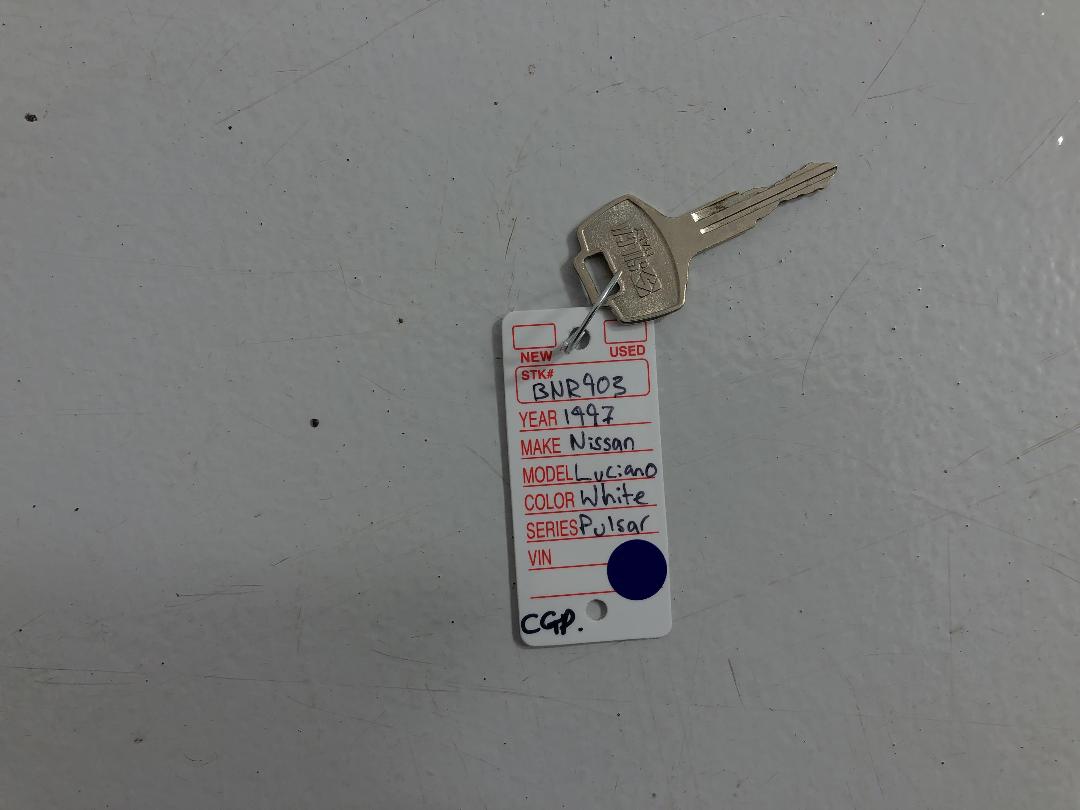 NEW USED
STK# BNR903
YEAR 1997
MAKE Nissan
MODEL Luciano
COLOR White
SERIES Pulsar
VIN
CGP.